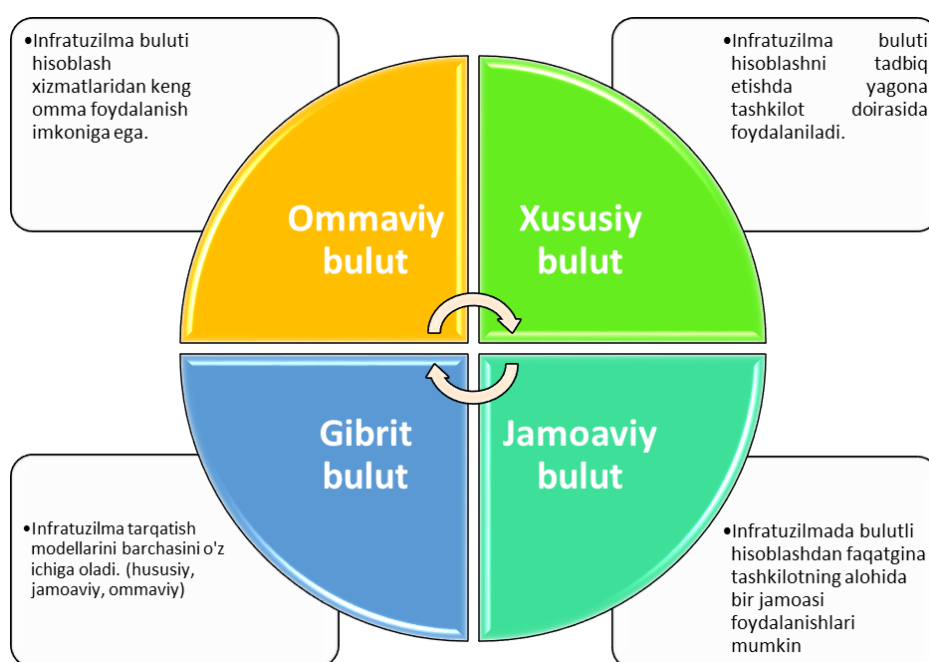 •Infratuzilma buluti
hisoblash
xizmatlaridan keng
omma foydalanish
imkoniga ega.
•Infratuzilma buluti
hisoblashni tadbiq
etishda yagona
tashkilot doirasida
foydalaniladi.
Ommaviy
bulut
Xususiy
bulut
Gibrit
bulut
Jamoaviy
bulut
•Infratuzilma tarqatish
modellarini barchasini o'z
ichiga oladi. (hususiy,
jamoaviy, ommaviy)
•Infratuzilmada bulutli
hisoblashdan faqatgina
tashkilotning alohida
bir jamoasi
foydalanishlari
mumkin